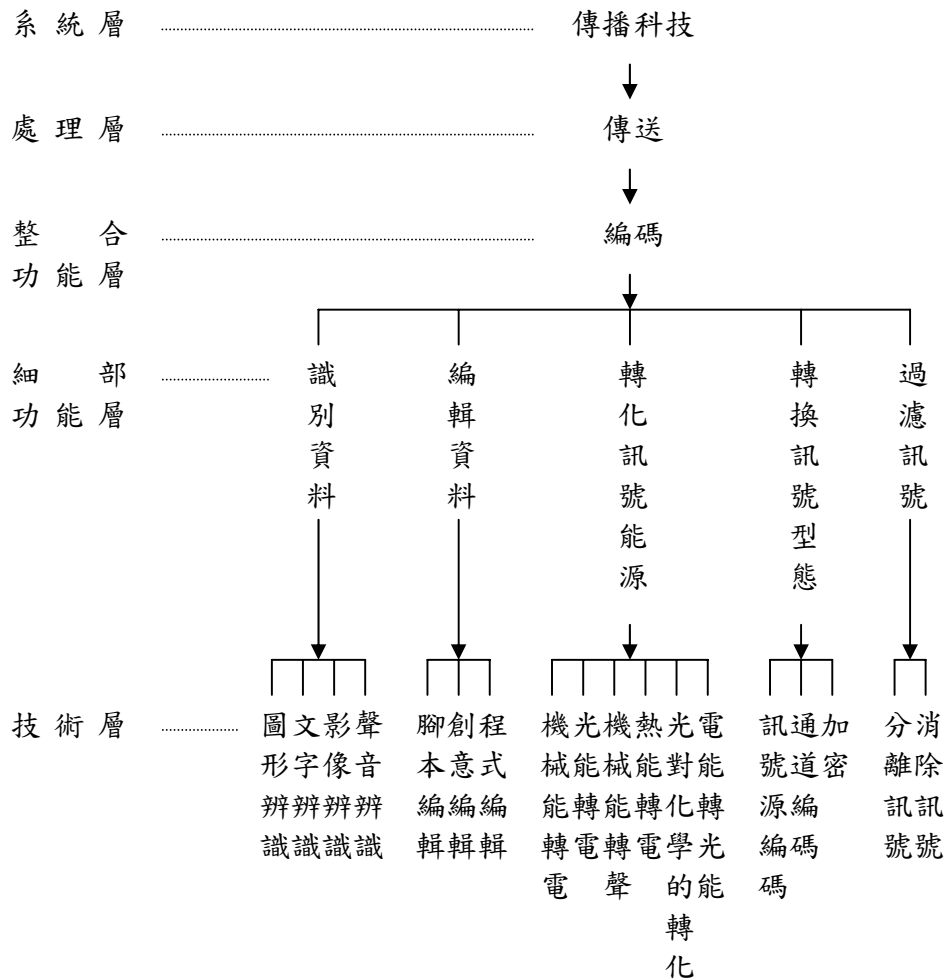 系統層 傳播科技
處理層 傳送
整合功能層 編碼
細部功能層
識別資料
編輯資料
轉化訊號能源
轉換訊號型態
過濾訊號
技術層
圖形辨識
文字辨識
影像辨識
聲音辨識
腳本編輯
創意編輯
程式編輯
機械能轉電
光能轉電
機械能轉聲
熱能轉電
光對化學的轉化
電能轉光能
訊號源編碼
通道編碼
加密
分離訊號
消除訊號